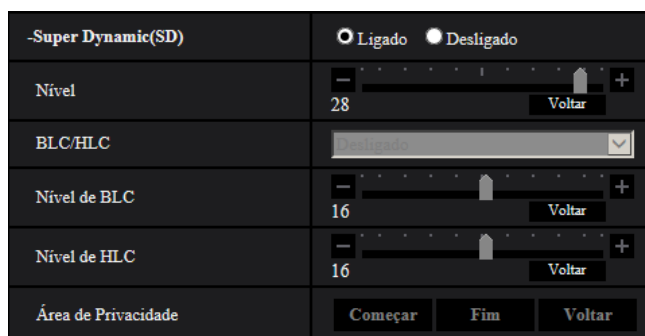 -Super Dynamic(SD) Ligado Desligado
Nível − +
28 Voltar
BLC/HLC Desligado
Nível de BLC − +
16 Voltar
Nível de HLC − +
16 Voltar
Área de Privacidade Começar Fim Voltar